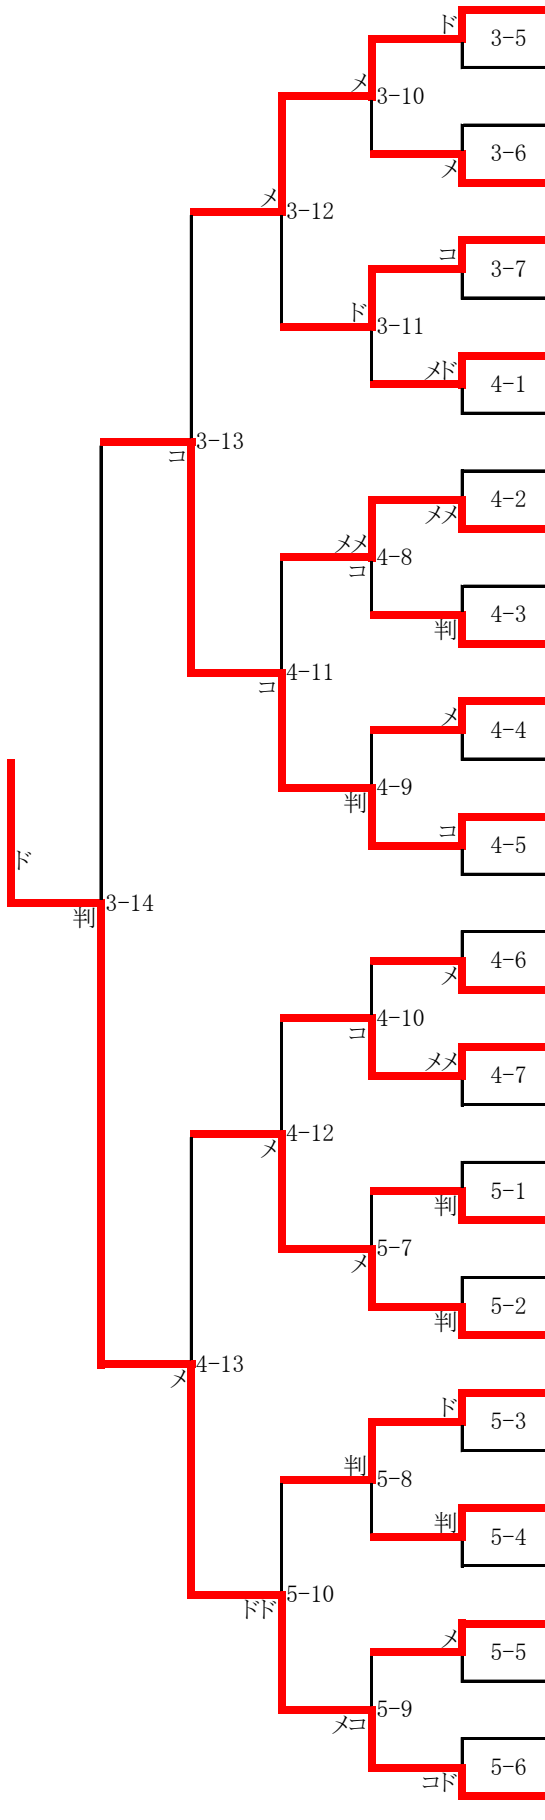 ド
3-5
メ
3-10
3-6
メ
メ
3-12
コ
3-7
ド
3-11
メド
4-1
3-13
コ
4-2
メメ
メメ
4-8
コ
4-3
判
4-11
コ
メ
4-4
4-9
判
コ
4-5
ド
3-14
判
4-6
メ
4-10
コ
メメ
4-7
4-12
メ
5-1
判
5-7
メ
5-2
判
4-13
メ
ド
5-3
判
5-8
判
5-4
5-10
ドド
メ
5-5
5-9
メコ
5-6
コド